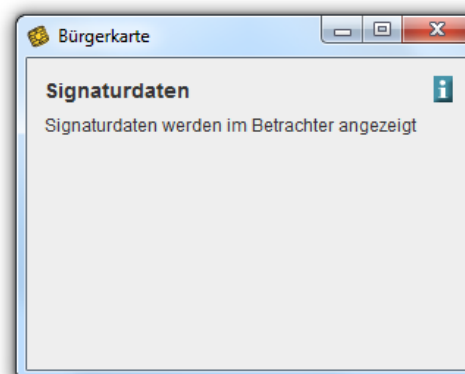 Bürgerkarte
Signaturdaten
Signaturdaten werden im Betrachter angezeigt